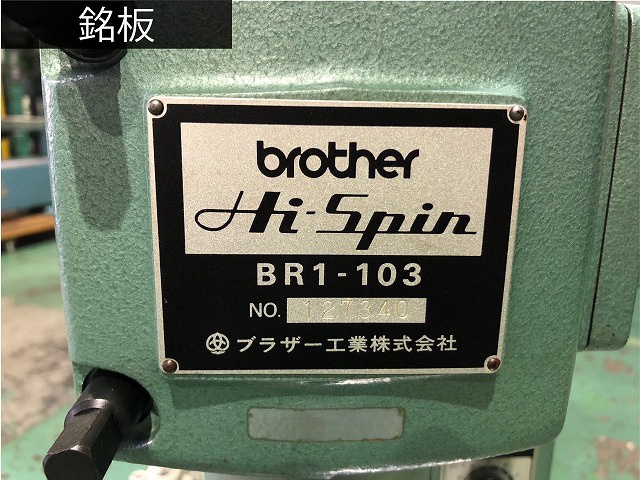 銘板
brother
Hi-Spin
BR1-103
NO. 127340
ブラザー工業株式会社